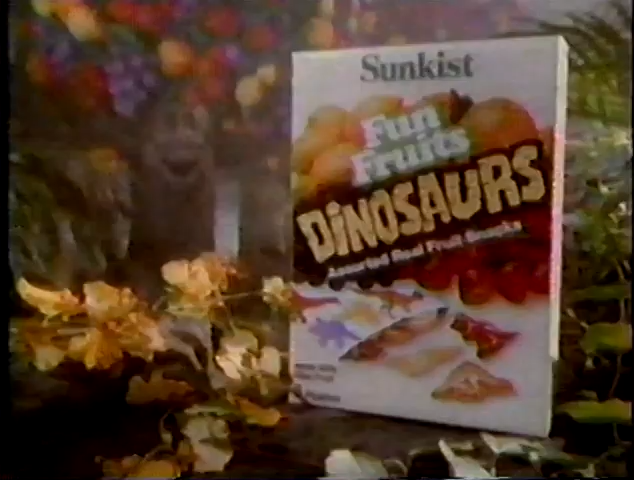 Sunkist
Fun
Fruits
DINOSAURS
Assorted Real Fruit Snacks